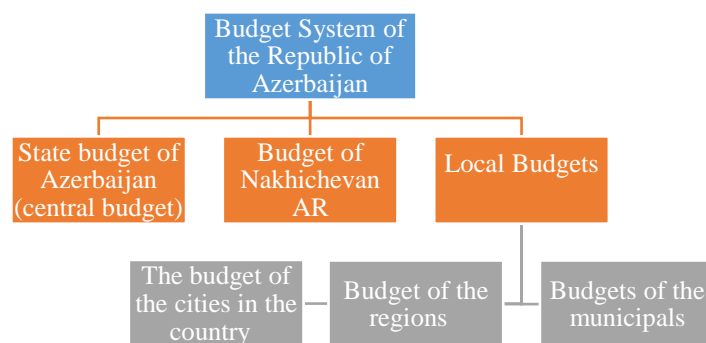 Budget System of
the Republic of
Azerbaijan
State budget of
Azerbaijan
(central budget)
Budget of
Nakhichevan
AR
Local Budgets
The budget of
the cities in the
country
Budget of the
regions
Budgets of the
municipals